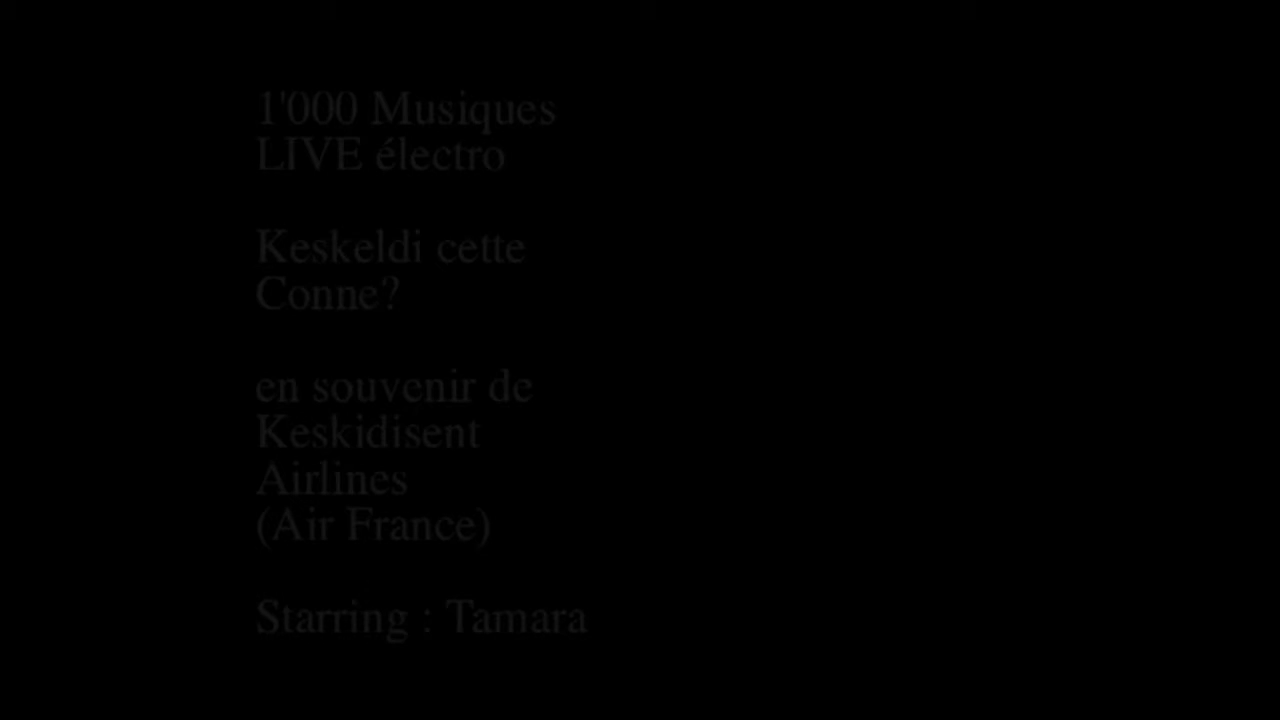 1'000 Musiques
LIVE électro
Keskeldi cette
Conne?
en souvenir de
Keskidisent
Airlines
(Air France)
Starring : Tamara